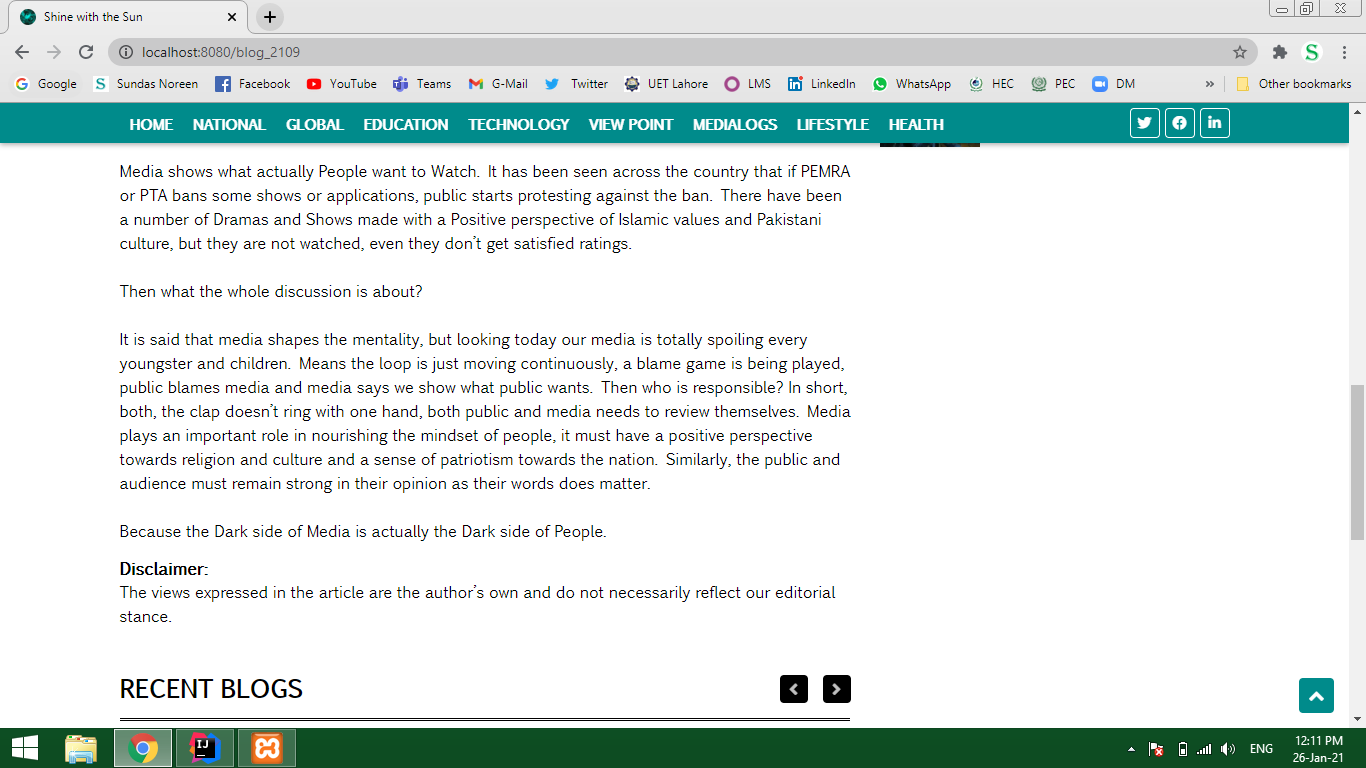 Shine with the Sun
localhost:8080/blog_2109
Google Sundas Noreen Facebook YouTube Teams G-Mail Twitter UET Lahore LMS LinkedIn WhatsApp HEC PEC DM » Other bookmarks
HOME NATIONAL GLOBAL EDUCATION TECHNOLOGY VIEW POINT MEDIALOGS LIFESTYLE HEALTH
Media shows what actually People want to Watch. It has been seen across the country that if PEMRA
or PTA bans some shows or applications, public starts protesting against the ban. There have been
a number of Dramas and Shows made with a Positive perspective of Islamic values and Pakistani
culture, but they are not watched, even they don't get satisfied ratings.
Then what the whole discussion is about?
It is said that media shapes the mentality, but looking today our media is totally spoiling every
youngster and children. Means the loop is just moving continuously, a blame game is being played,
public blames media and media says we show what public wants. Then who is responsible? In short,
both, the clap doesn't ring with one hand, both public and media needs to review themselves. Media
plays an important role in nourishing the mindset of people, it must have a positive perspective
towards religion and culture and a sense of patriotism towards the nation. Similarly, the public and
audience must remain strong in their opinion as their words does matter.
Because the Dark side of Media is actually the Dark side of People.
Disclaimer:
The views expressed in the article are the author's own and do not necessarily reflect our editorial
stance.
RECENT BLOGS
ENG
12:11 PM
26-Jan-21